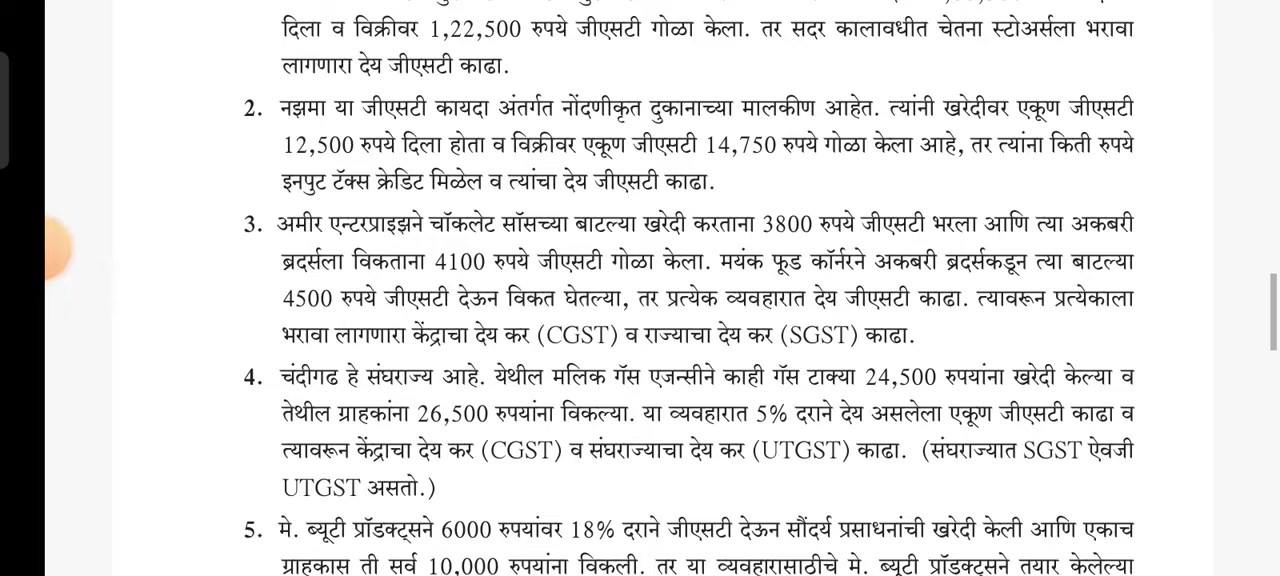 दिला व विक्रीवर 1,22,500 रुपये जीएसटी गोळा केला. तर सदर कालावधीत चेतना स्टोअर्सला भरावा
लागणारा देय जीएसटी काढा.
2. नझमा या जीएसटी कायदा अंतर्गत नोंदणीकृत दुकानाच्या मालकीण आहेत. त्यांनी खरेदीवर एकूण जीएसटी
12,500 रुपये दिला होता व विक्रीवर एकूण जीएसटी 14,750 रुपये गोळा केला आहे, तर त्यांना किती रुपये
इनपुट टॅक्स क्रेडिट मिळेल व त्यांचा देय जीएसटी काढा.
3. अमीर एन्टरप्राइझने चॉकलेट सॉसच्या बाटल्या खरेदी करताना 3800 रुपये जीएसटी भरला आणि त्या अकबरी
ब्रदर्सला विकताना 4100 रुपये जीएसटी गोळा केला. मयंक फूड कॉर्नरने अकबरी ब्रदर्सकडून त्या बाटल्या
4500 रुपये जीएसटी देऊन विकत घेतल्या, तर प्रत्येक व्यवहारात देय जीएसटी काढा. त्यावरून प्रत्येकाला
भरावा लागणारा केंद्राचा देय कर (CGST) व राज्याचा देय कर (SGST) काढा.
4. चंदीगढ हे संघराज्य आहे. येथील मलिक गॅस एजन्सीने काही गॅस टाक्या 24,500 रुपयांना खरेदी केल्या व
तेथील ग्राहकांना 26,500 रुपयांना विकल्या. या व्यवहारात 5% दराने देय असलेला एकूण जीएसटी काढा व
त्यावरून केंद्राचा देय कर (CGST) व संघराज्याचा देय कर (UTGST) काढा. (संघराज्यात SGST ऐवजी
UTGST असतो.)
5. मे. ब्यूटी प्रॉडक्ट्सने 6000 रुपयांवर 18% दराने जीएसटी देऊन सौंदर्य प्रसाधनांची खरेदी केली आणि एकाच
ग्राहकास ती सर्व 10,000 रुपयांना विकली. तर या व्यवहारासाठीचे मे. ब्यूटी प्रॉडक्ट्सने तयार केलेल्या